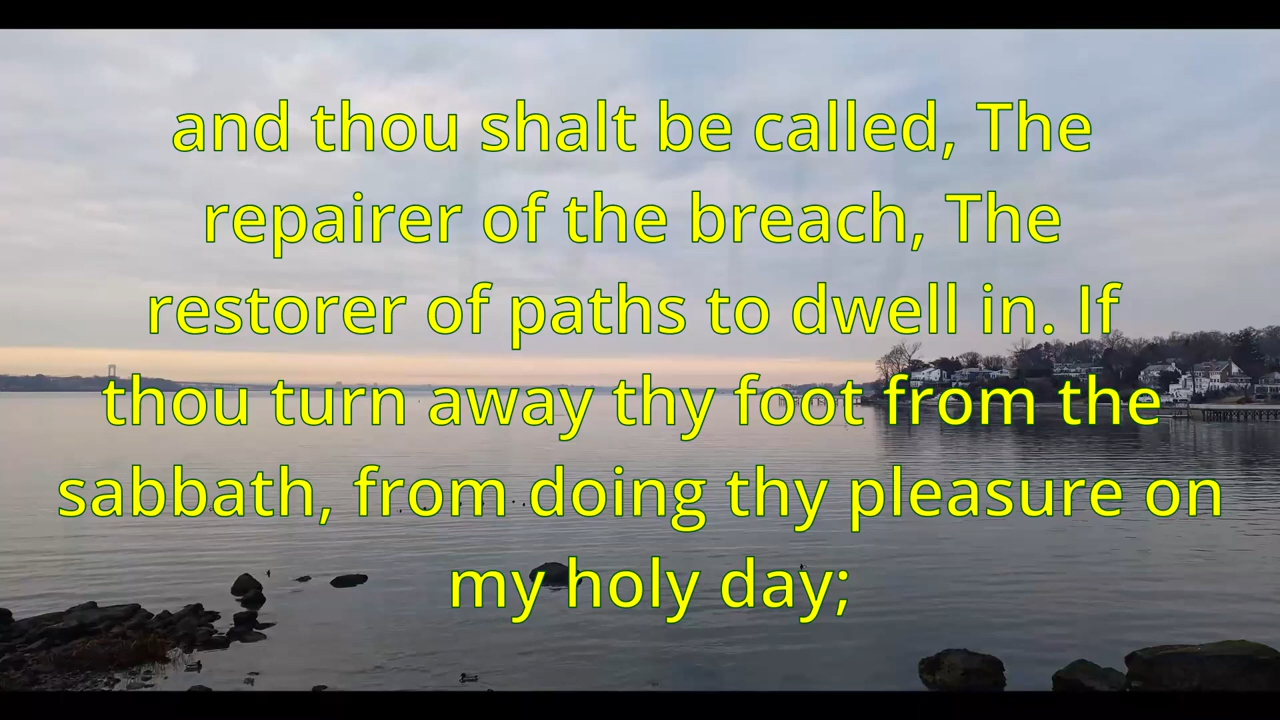 and thou shalt be called, The
repairer of the breach, The
restorer of paths to dwell in. If
thou turn away thy foot from the
sabbath, from doing thy pleasure on
my holy day;